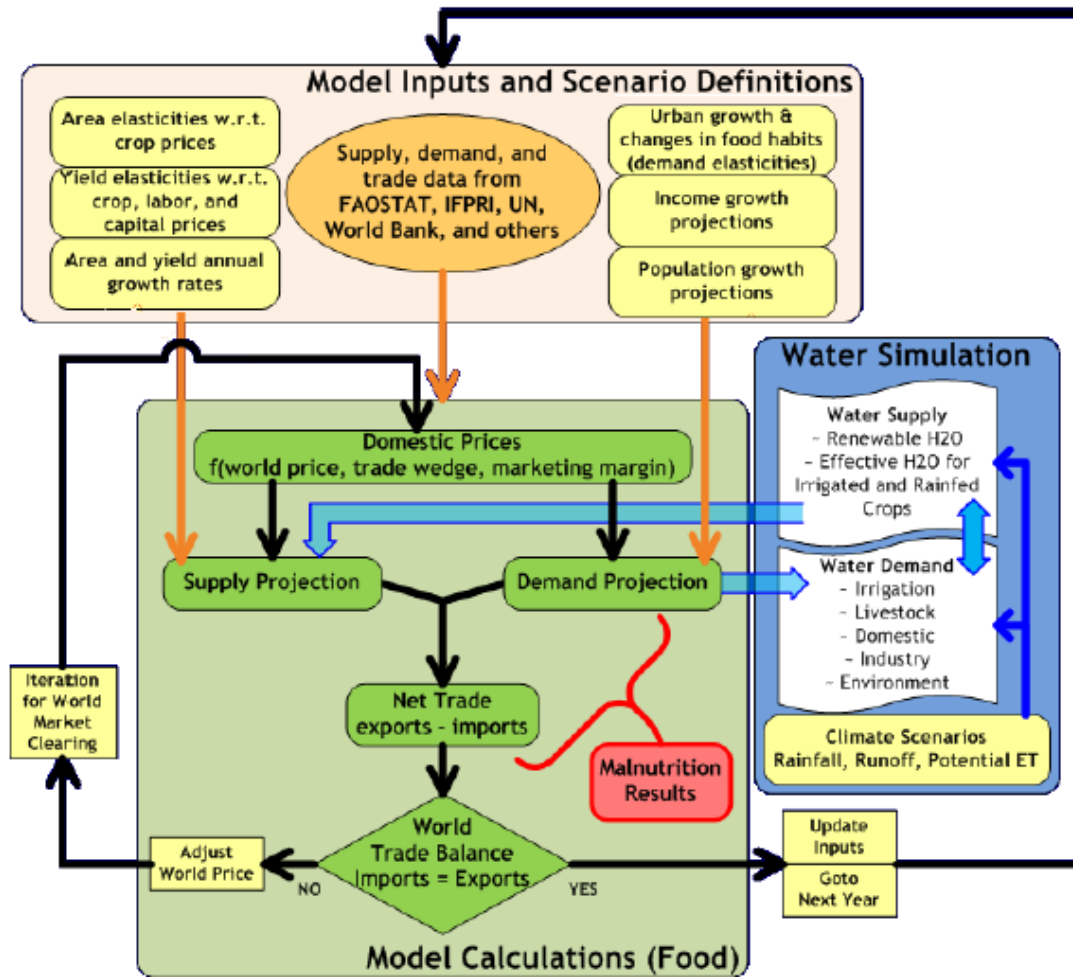 Model Inputs and Scenario Definitions
Area elasticities w.r.t.
crop prices
Yield elasticities w.r.t.
crop, labor, and
capital prices
Area and yield annual
growth rates
Supply, demand, and
trade data from
FAOSTAT, IFPRI, UN,
World Bank, and others
Urban growth &
changes in food habits
(demand elasticities)
Income growth
projections
Population growth
projections
Water Simulation
Water Supply
~ Renewable H2O
~ Effective H2O for
Irrigated and Rainfed
Crops
Water Demand
~ Irrigation
~ Livestock
~ Domestic
~ Industry
~ Environment
Climate Scenarios
Rainfall, Runoff, Potential ET
Domestic Prices
f(world price, trade wedge, marketing margin)
Supply Projection
Demand Projection
Net Trade
exports - imports
Malnutrition
Results
World
Trade Balance
Imports = Exports
NO
YES
Adjust
World Price
Iteration
for World
Market
Clearing
Update
Inputs
Goto
Next Year
Model Calculations (Food)